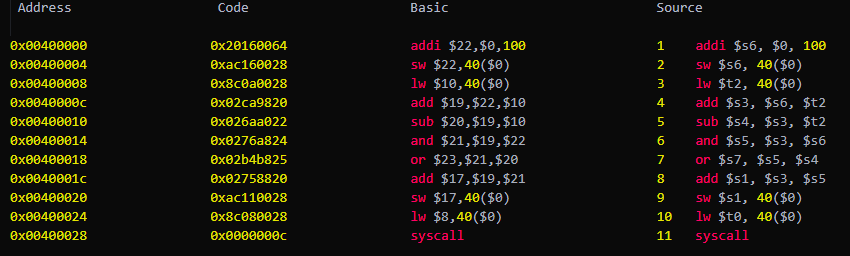 Address Code Basic Source
0x00400000 0x20160064 addi $22,$0,100 1 addi $s6, $0, 100
0x00400004 0xac160028 sw $22,40($0) 2 sw $s6, 40($0)
0x00400008 0x8c0a0028 lw $10,40($0) 3 lw $t2, 40($0)
0x0040000c 0x02ca9820 add $19,$22,$10 4 add $s3, $s6, $t2
0x00400010 0x026aa022 sub $20,$19,$10 5 sub $s4, $s3, $t2
0x00400014 0x0276a824 and $21,$19,$22 6 and $s5, $s3, $s6
0x00400018 0x02b4b825 or $23,$21,$20 7 or $s7, $s5, $s4
0x0040001c 0x02758820 add $17,$19,$21 8 add $s1, $s3, $s5
0x00400020 0xac110028 sw $17,40($0) 9 sw $s1, 40($0)
0x00400024 0x8c080028 lw $8,40($0) 10 lw $t0, 40($0)
0x00400028 0x0000000c syscall 11 syscall